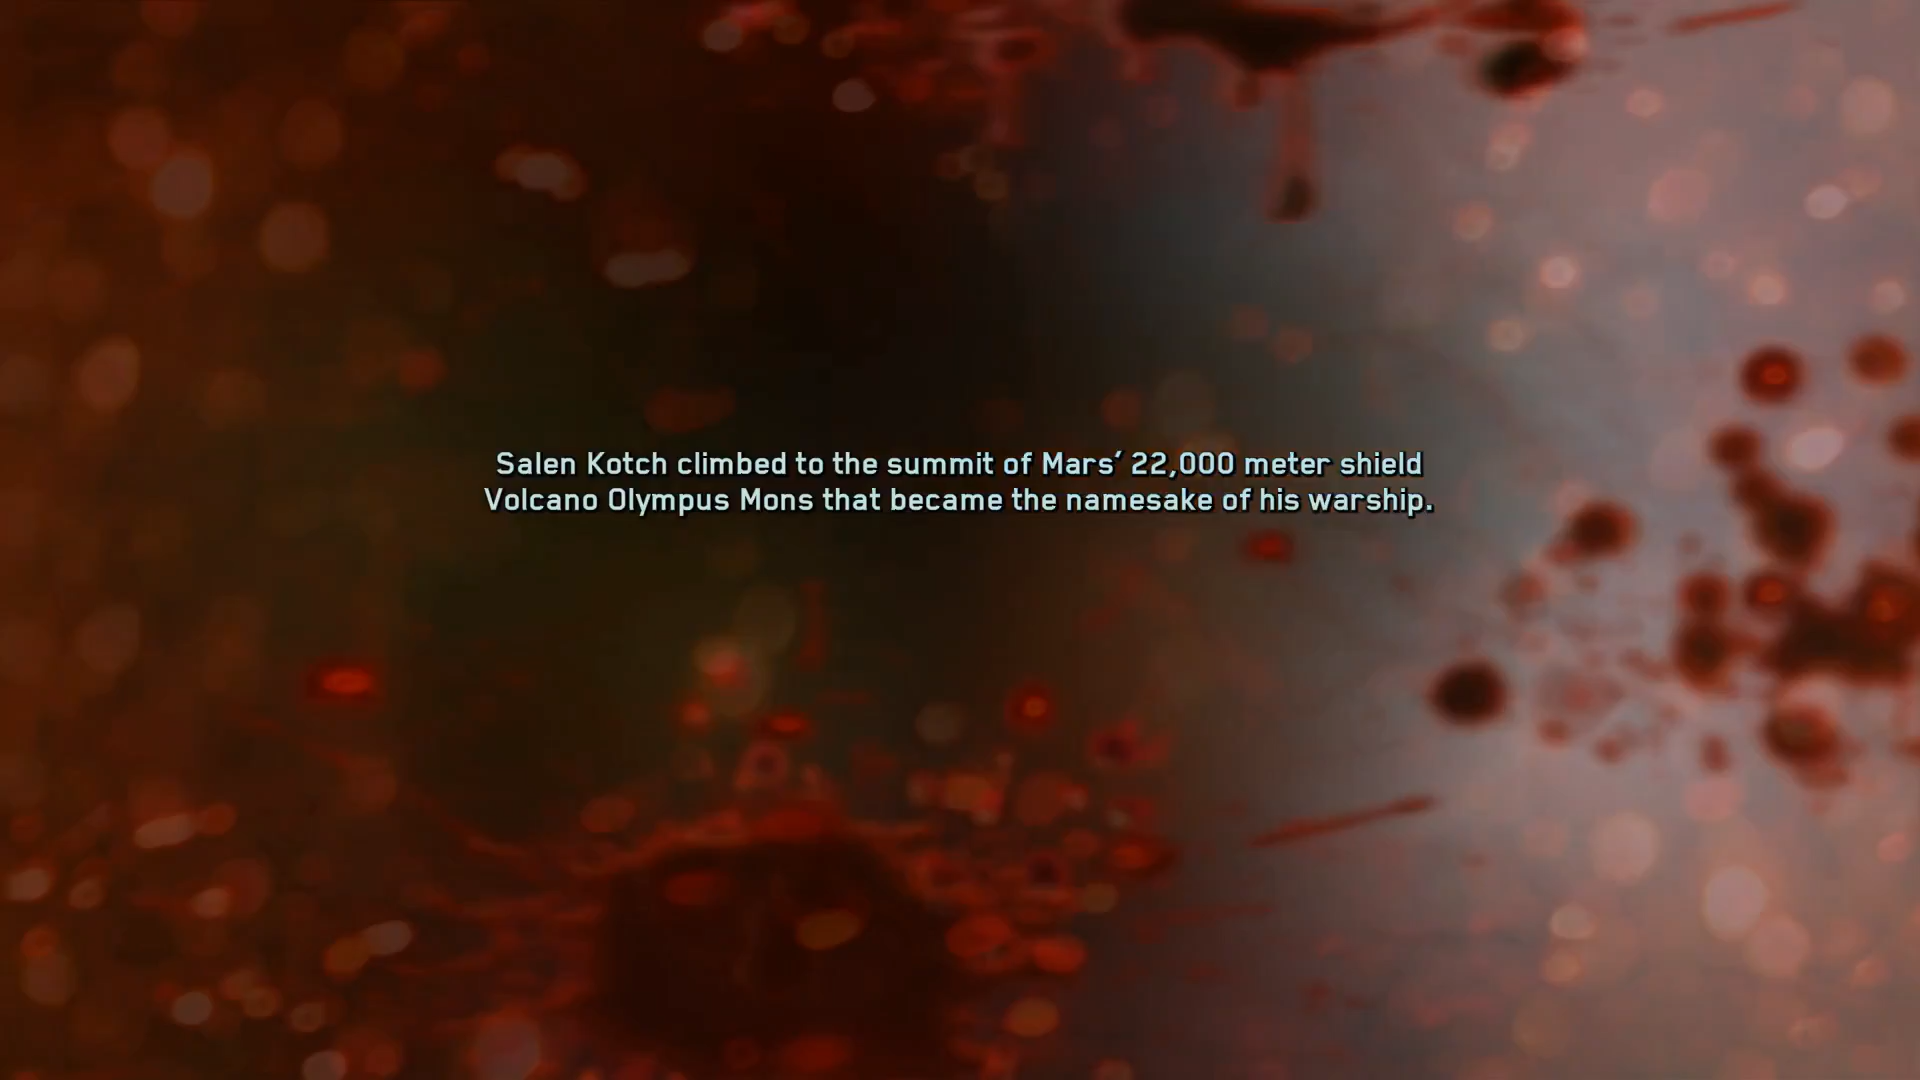 Salen Kotch climbed to the summit of Mars’ 22,000 meter shield
Volcano Olympus Mons that became the namesake of his warship.